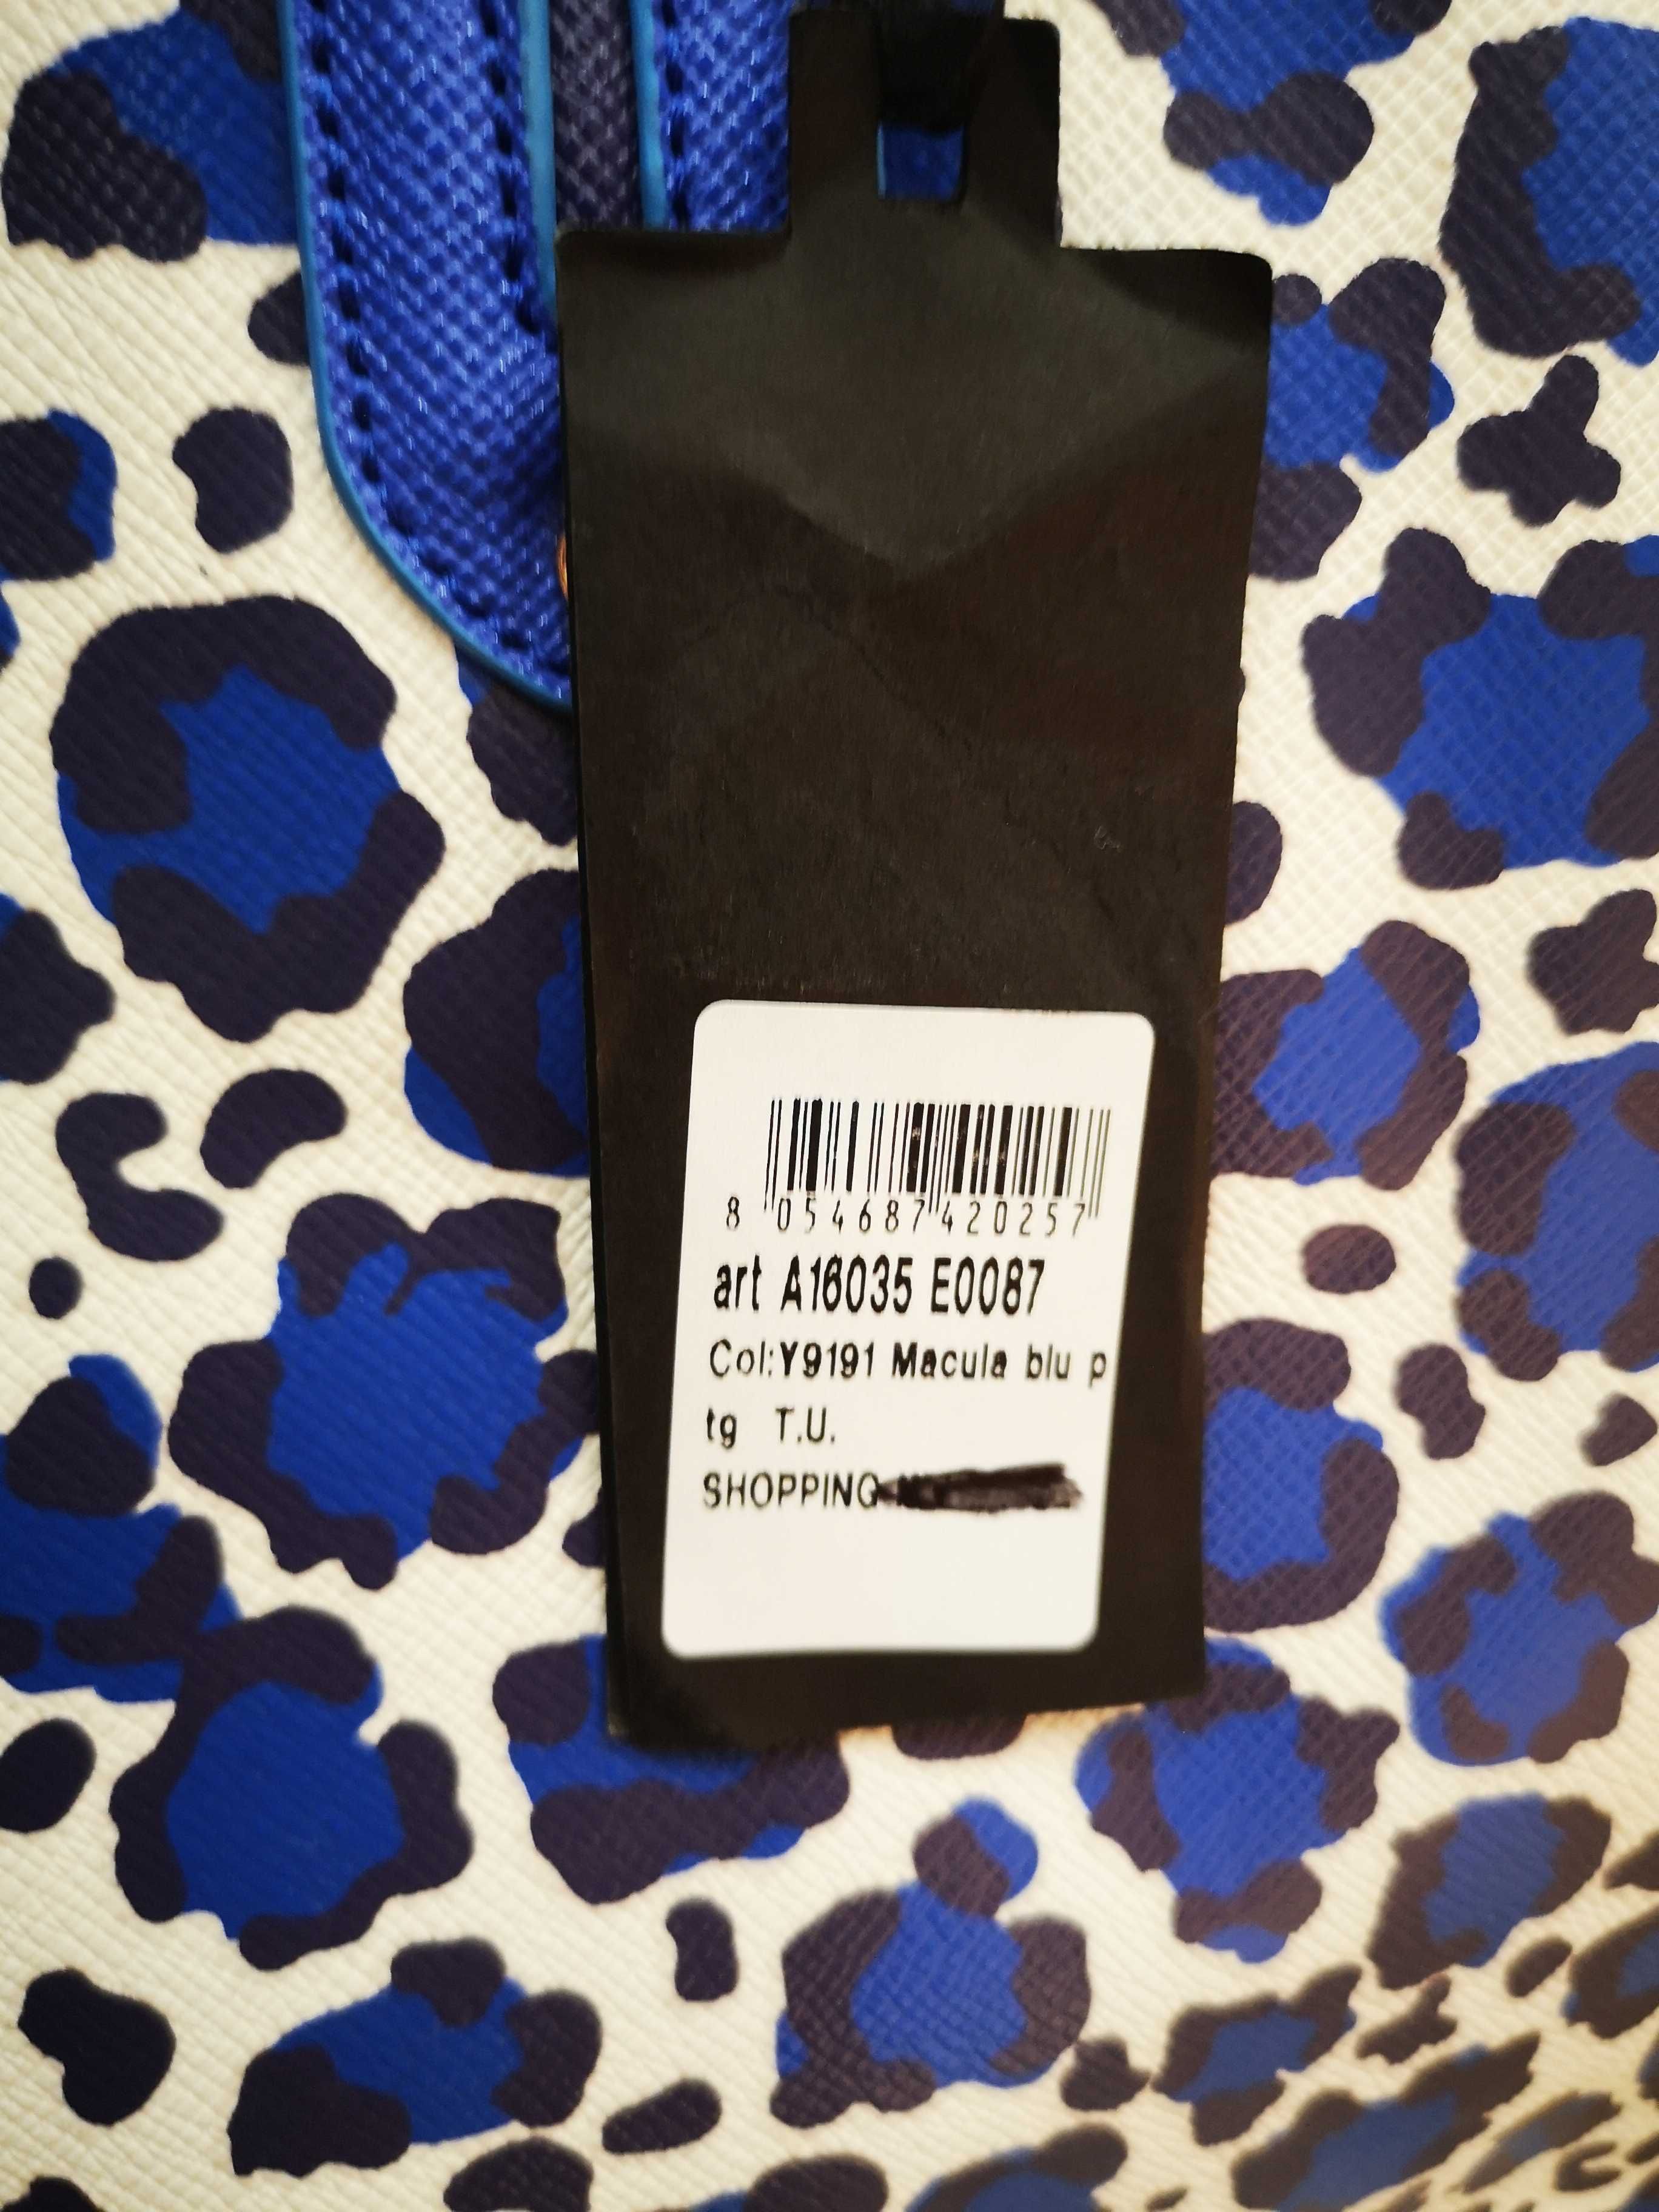 8 054687 420257
art A16035 E0087
Col:Y9191 Macula blu p
tg T.U.
SHOPPING